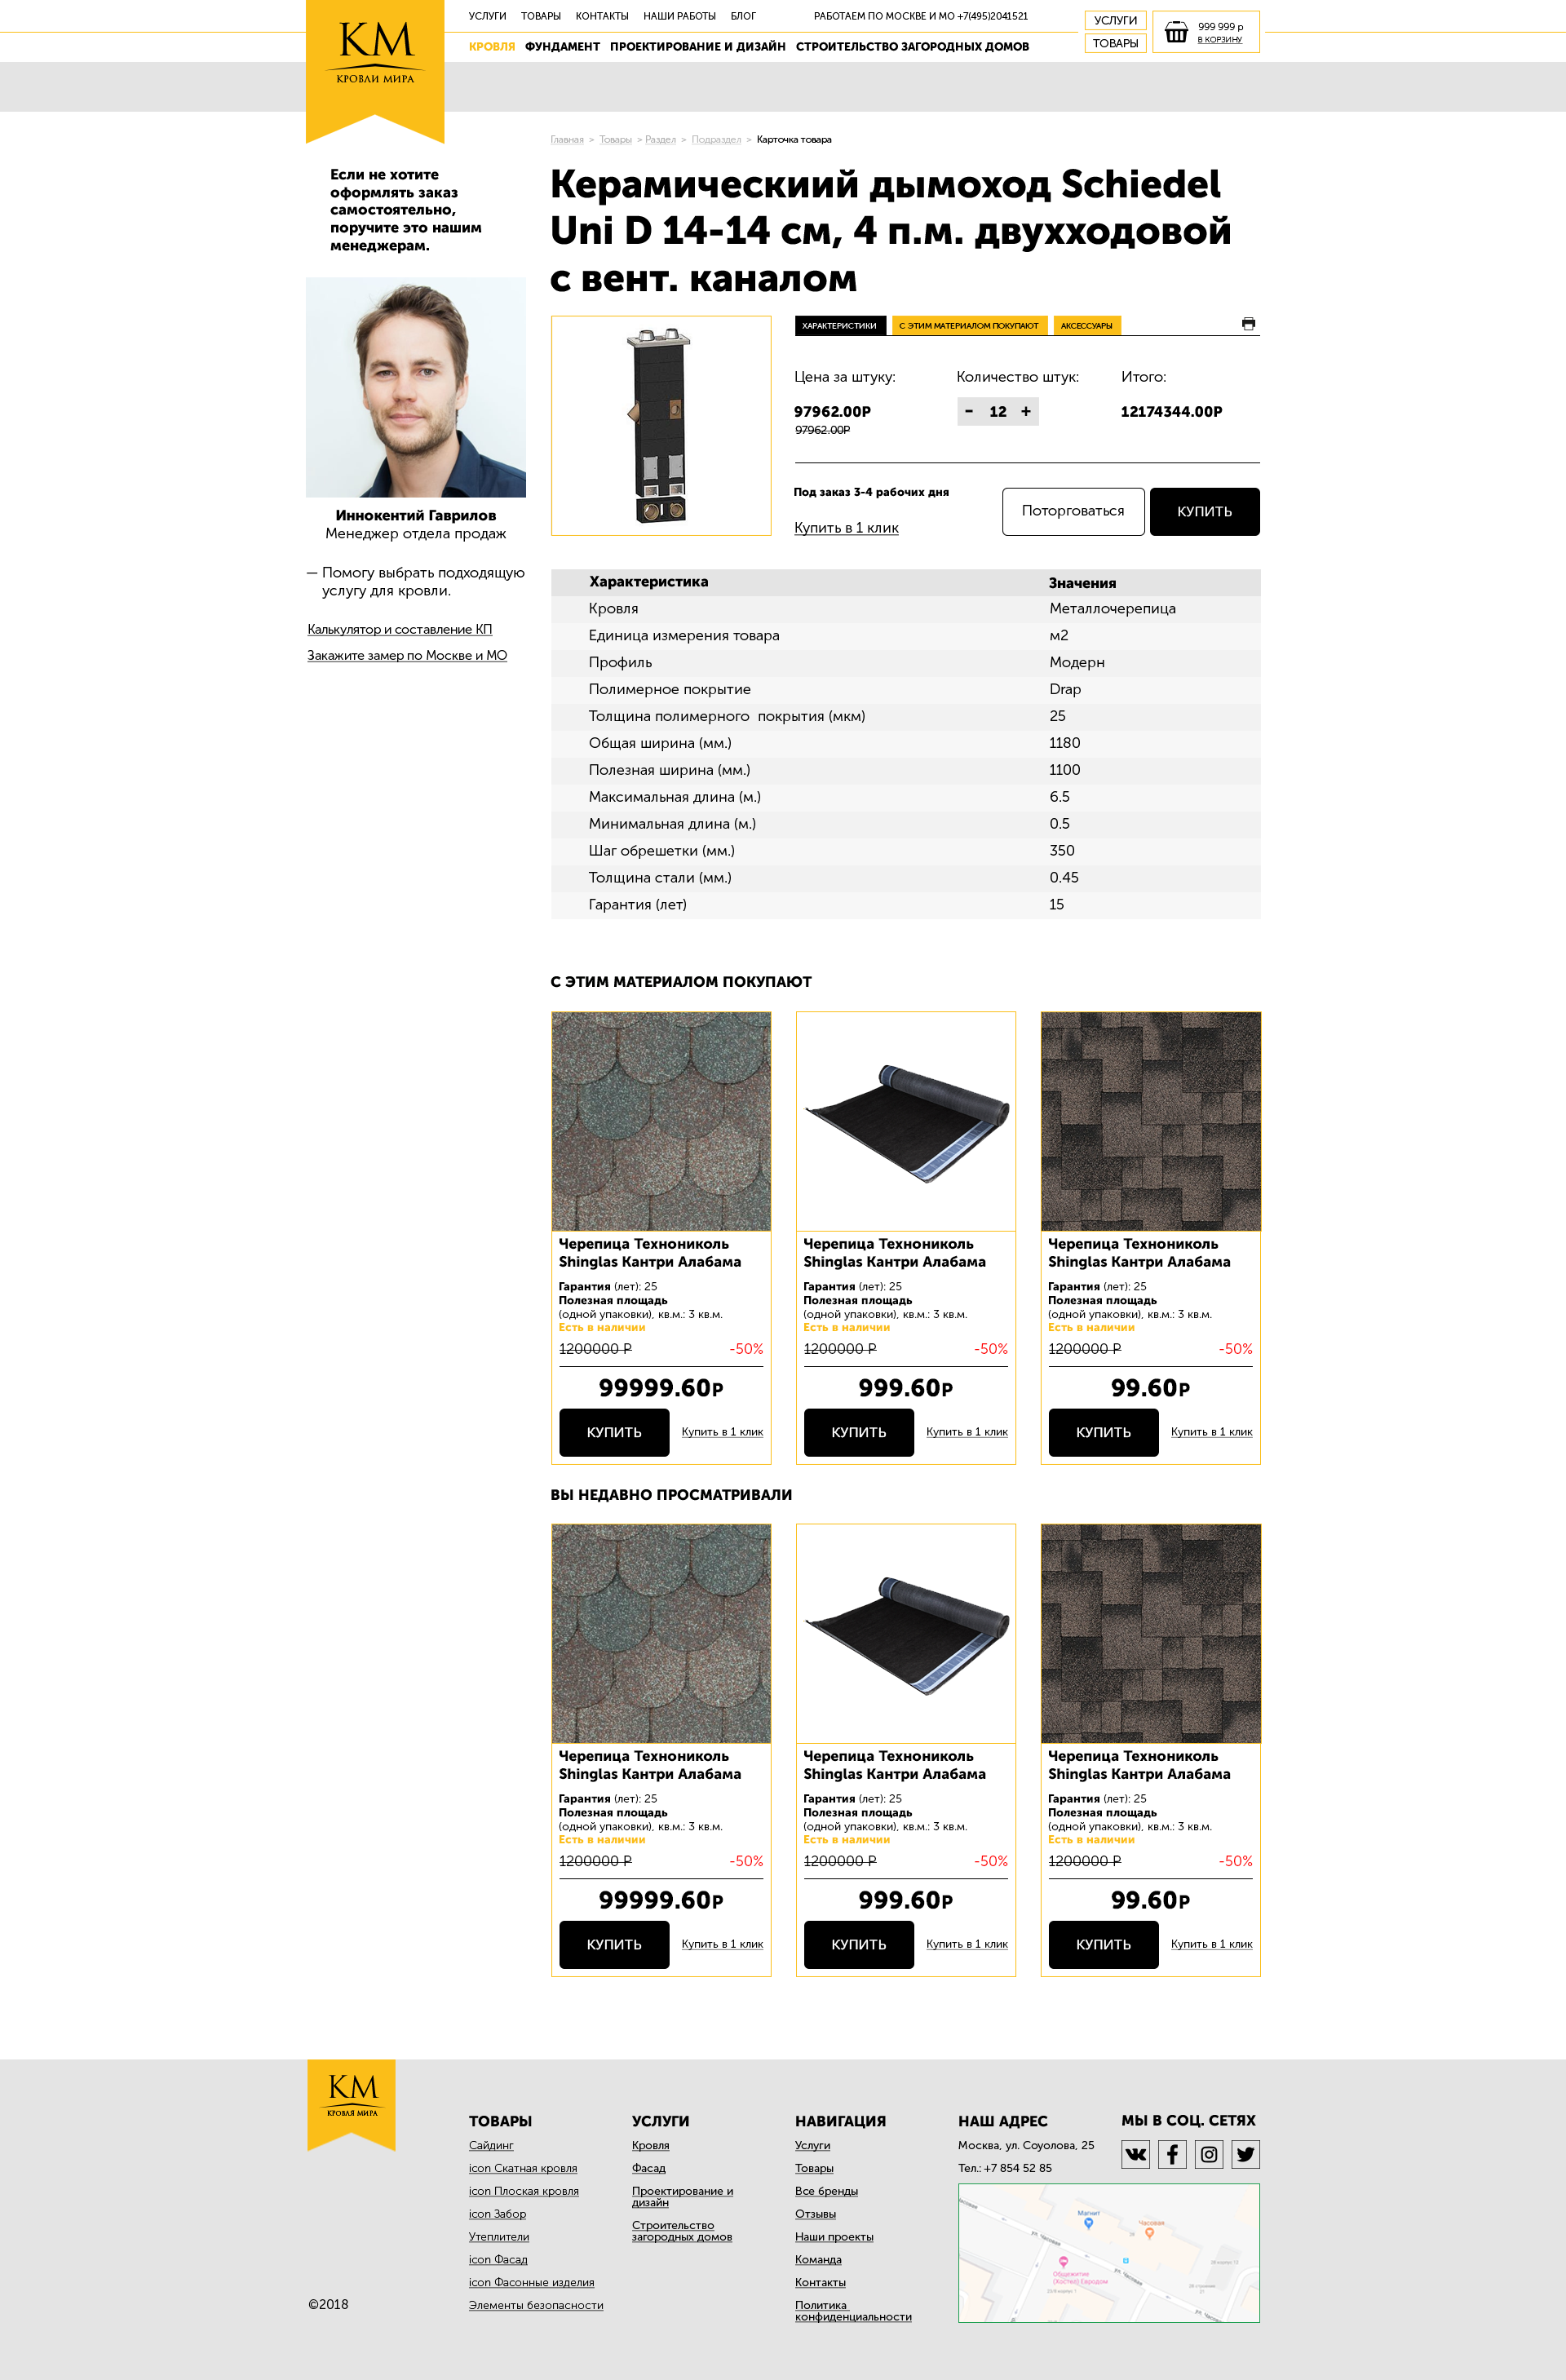 УСЛУГИ ТОВАРЫ КОНТАКТЫ НАШИ РАБОТЫ БЛОГ РАБОТАЕМ ПО МОСКВЕ И МО +7(495)2041521
КРОВЛЯ ФУНДАМЕНТ ПРОЕКТИРОВАНИЕ И ДИЗАЙН СТРОИТЕЛЬСТВО ЗАГОРОДНЫХ ДОМОВ
УСЛУГИ
ТОВАРЫ
999 999 р
В КОРЗИНУ
КМ
КРОВЛИ МИРА
Главная > Товары > Раздел > Подраздел > Карточка товара
Если не хотите
оформлять заказ
самостоятельно,
поручите это нашим
менеджерам.
Иннокентий Гаврилов
Менеджер отдела продаж
— Помогу выбрать подходящую
услугу для кровли.
Калькулятор и составление КП
Закажите замер по Москве и МО
Керамическиий дымоход Schiedel
Uni D 14-14 см, 4 п.м. двухходовой
с вент. каналом
ХАРАКТЕРИСТИКИ С ЭТИМ МАТЕРИАЛОМ ПОКУПАЮТ АКСЕССУАРЫ
Цена за штуку: Количество штук: Итого:
97962.00Р - 12 + 12174344.00Р
97962.00Р
Под заказ 3-4 рабочих дня
Купить в 1 клик
Поторговаться КУПИТЬ
Характеристика Значения
Кровля Металлочерепица
Единица измерения товара м2
Профиль Модерн
Полимерное покрытие Drap
Толщина полимерного покрытия (мкм) 25
Общая ширина (мм.) 1180
Полезная ширина (мм.) 1100
Максимальная длина (м.) 6.5
Минимальная длина (м.) 0.5
Шаг обрешетки (мм.) 350
Толщина стали (мм.) 0.45
Гарантия (лет) 15
С ЭТИМ МАТЕРИАЛОМ ПОКУПАЮТ
Черепица Технониколь
Shinglas Кантри Алабама
Гарантия (лет): 25
Полезная площадь
(одной упаковки), кв.м.: 3 кв.м.
Есть в наличии
1200000 Р -50%
99999.60Р
КУПИТЬ Купить в 1 клик
Черепица Технониколь
Shinglas Кантри Алабама
Гарантия (лет): 25
Полезная площадь
(одной упаковки), кв.м.: 3 кв.м.
Есть в наличии
1200000 Р -50%
999.60Р
КУПИТЬ Купить в 1 клик
Черепица Технониколь
Shinglas Кантри Алабама
Гарантия (лет): 25
Полезная площадь
(одной упаковки), кв.м.: 3 кв.м.
Есть в наличии
1200000 Р -50%
99.60Р
КУПИТЬ Купить в 1 клик
ВЫ НЕДАВНО ПРОСМАТРИВАЛИ
Черепица Технониколь
Shinglas Кантри Алабама
Гарантия (лет): 25
Полезная площадь
(одной упаковки), кв.м.: 3 кв.м.
Есть в наличии
1200000 Р -50%
99999.60Р
КУПИТЬ Купить в 1 клик
Черепица Технониколь
Shinglas Кантри Алабама
Гарантия (лет): 25
Полезная площадь
(одной упаковки), кв.м.: 3 кв.м.
Есть в наличии
1200000 Р -50%
999.60Р
КУПИТЬ Купить в 1 клик
Черепица Технониколь
Shinglas Кантри Алабама
Гарантия (лет): 25
Полезная площадь
(одной упаковки), кв.м.: 3 кв.м.
Есть в наличии
1200000 Р -50%
99.60Р
КУПИТЬ Купить в 1 клик
КМ
КРОВЛЯ МИРА
©2018
ТОВАРЫ
Сайдинг
icon Скатная кровля
icon Плоская кровля
icon Забор
Утеплители
icon Фасад
icon Фасонные изделия
Элементы безопасности
УСЛУГИ
Кровля
Фасад
Проектирование и
дизайн
Строительство
загородных домов
НАВИГАЦИЯ
Услуги
Товары
Все бренды
Отзывы
Наши проекты
Команда
Контакты
Политика
конфиденциальности
НАШ АДРЕС
Москва, ул. Соуолова, 25
Тел.: +7 854 52 85
МЫ В СОЦ. СЕТЯХ
Магнит
Часовая
ул. Часовая
ул. Часовая
Общежитие
(Хостел) Евродом
ул. Часовая